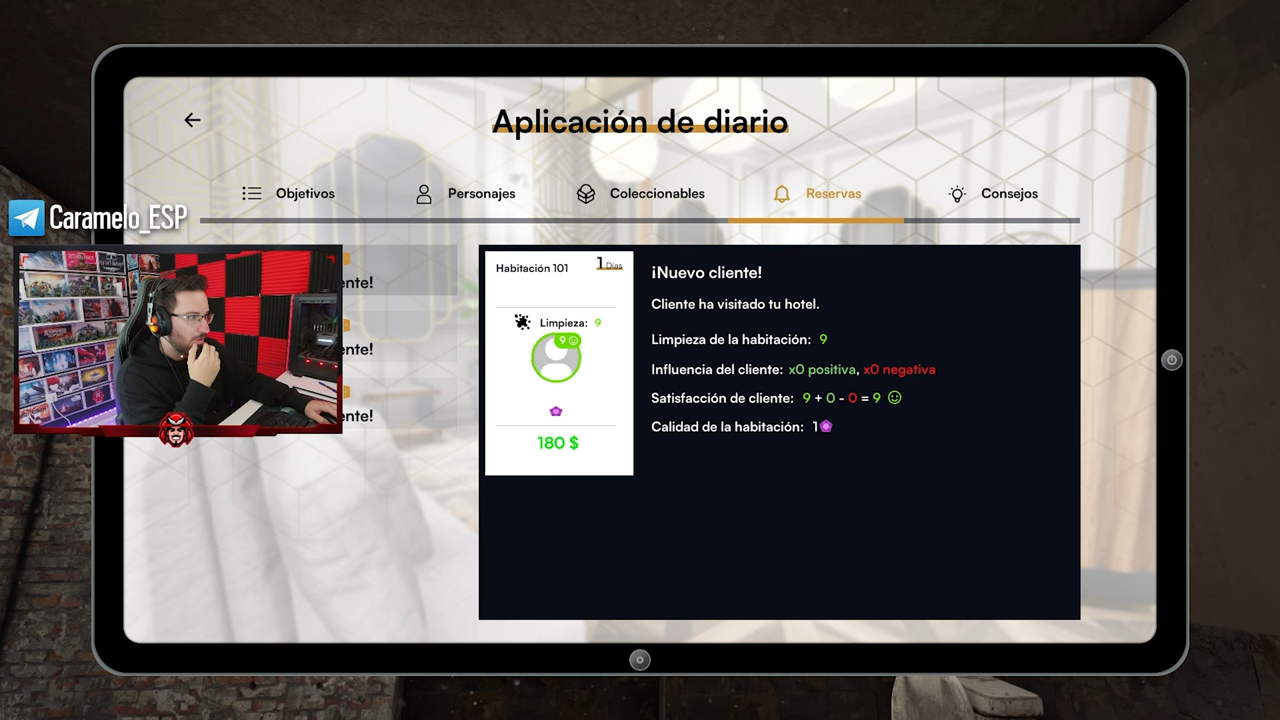 Aplicación de diario
Objetivos
Personajes
Coleccionables
Reservas
Consejos
Caramelo_ESP
ente!
ente!
ente!
Habitación 101
1 Días
Limpieza: 9
9
180 $
¡Nuevo cliente!
Cliente ha visitado tu hotel.
Limpieza de la habitación: 9
Influencia del cliente: x0 positiva, x0 negativa
Satisfacción de cliente: 9 + 0 - 0 = 9
Calidad de la habitación: 1